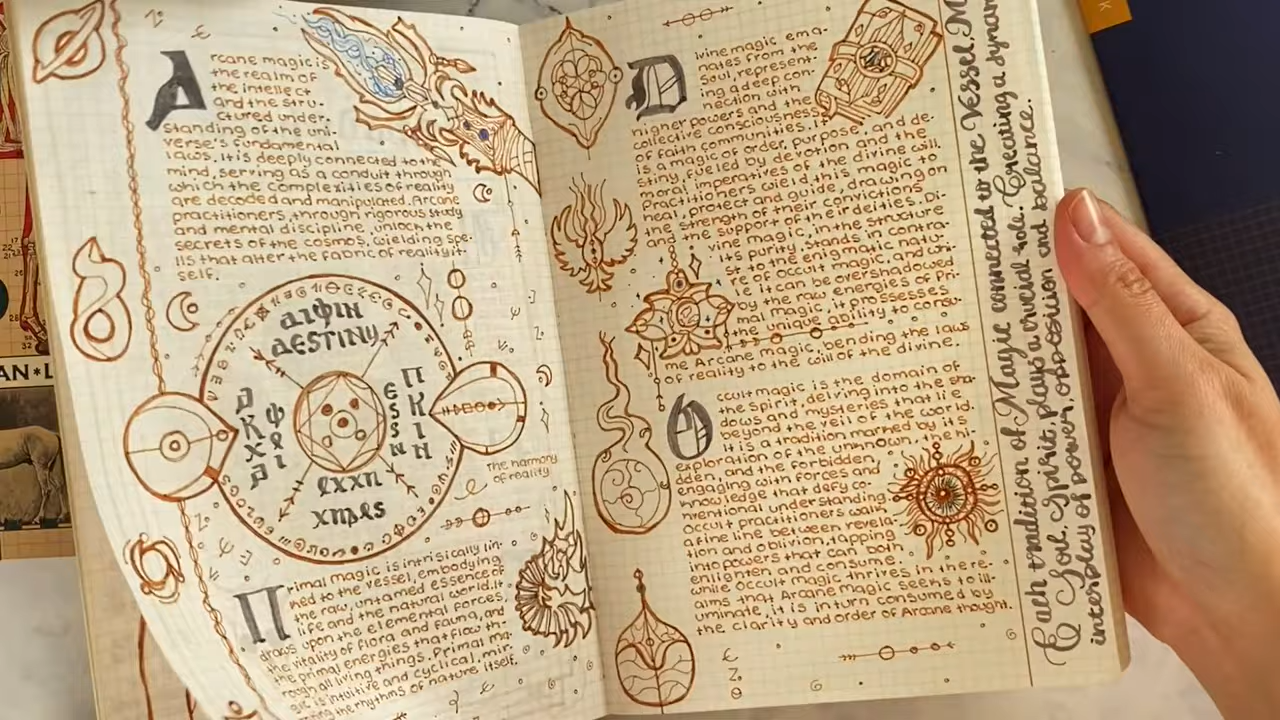 Arcane magic is
the realm of
the intellect
and the stru-
ctured under-
standing of the uni-
verse's fundamental
laws. It is deeply connected to the
mind, serving as a conduit through
which the complexities of reality
are decoded and manipulated. Arcane
practitioners, through rigorous study
and mental discipline, unlock the
secrets of the cosmos, wielding spe-
lls that alter the fabric of reality it-
self.
the harmony
of reality
Primal magic is intrisically lin-
ked to the vessel, embodying
the raw, untamed essence of
life and the natural world. It
draws upon the elemental forces,
the vitality of flora and fauna, and
the primal energies that flow th-
rough all living things. Primal ma-
gic is intuitive and cyclical, mir-
the rhythms of nature itself.
Divine magic ema-
nates from the
soul, represent-
ing a deep con-
nection with
higher powers and the
collective consciousness
of faith communities. It
is a magic of order, purpose, and de-
stiny, fueled by devotion and the
moral imperatives of the divine will.
Practitioners wield this magic to
heal, protect and guide, drawing on
the strength of their convictions
and the support of their deities. Di-
vine magic, in the structure
its purity, stands in contra-
st to the enigmatic natu-
re of occult magic, and whi-
le it can be overshadowed
by the raw energies of Pri-
mal magic, it prossesses
the unique ability to consu-
me Arcane magic, bending the laws
of reality to the will of the divine.
Occult magic is the domain of
the spirit, delving into the sha-
dows and mysteries that lie
beyond the veil of the world.
It is a tradition marked by its
exploration of the unknown, the hi-
dden, and the forbidden
engaging with forces and
knowledge that defy co-
nventional understanding
Occult practitioners walk
a fine line between revela-
tion and oblivion, tapping
into powers that can both
enlighten and consume.
while Occult magic thrives in the re-
alms that Arcane magic seeks to ill-
uminate, it is in turn consumed by
the clarity and order of Arcane thought.
Each tradition of Magic connected to the Vessel, M
Soil, Spirit, plays a crucial role. Creating a dynam
interplay of power, opposition and balance.